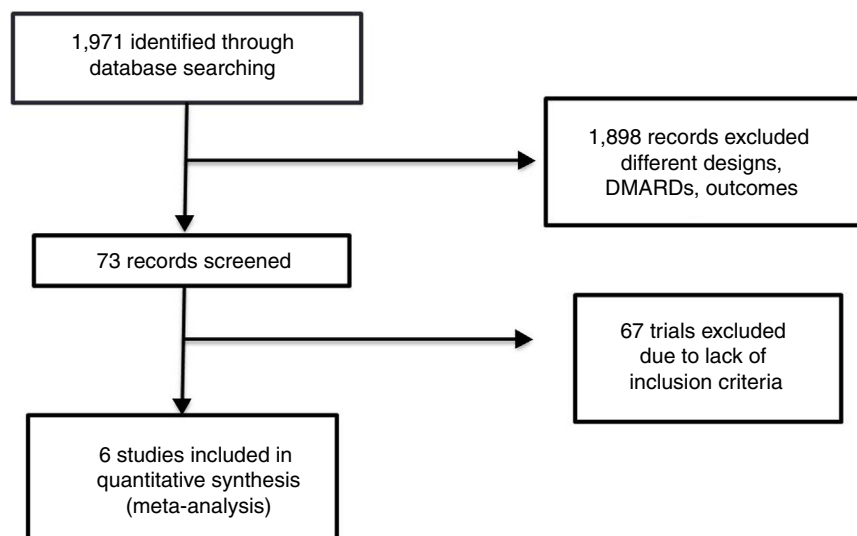 1,971 identified through
database searching
1,898 records excluded
different designs,
DMARDs, outcomes
73 records screened
67 trials excluded
due to lack of
inclusion criteria
6 studies included in
quantitative synthesis
(meta-analysis)